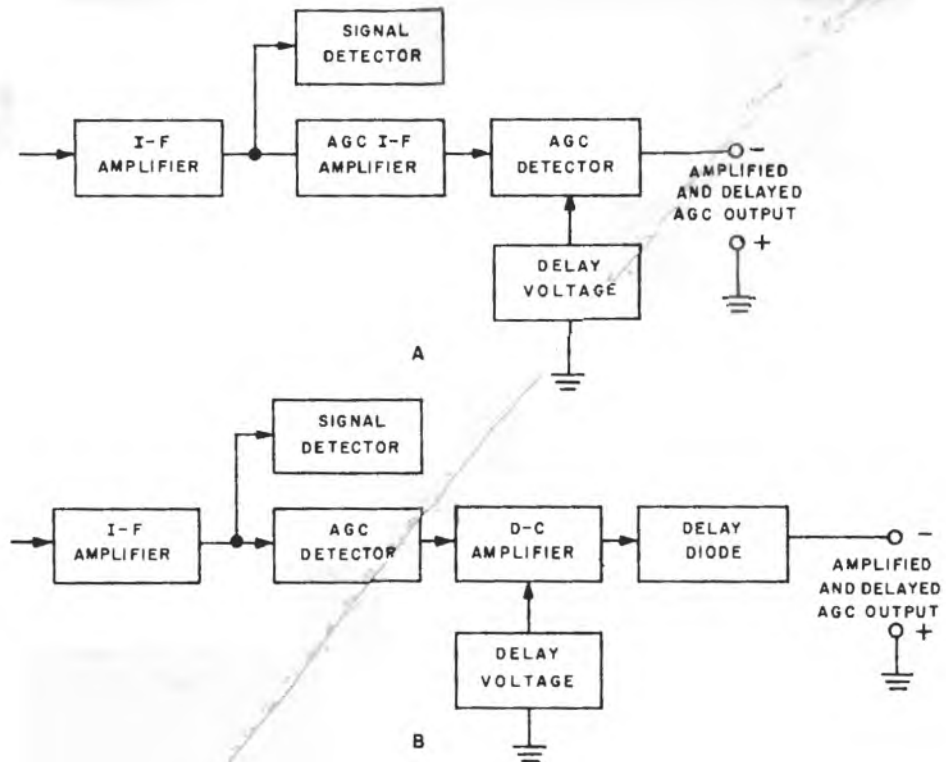 SIGNAL
DETECTOR
I-F
AMPLIFIER
AGC I-F
AMPLIFIER
AGC
DETECTOR
−
AMPLIFIED
AND DELAYED
AGC OUTPUT
+
DELAY
VOLTAGE
A
SIGNAL
DETECTOR
I-F
AMPLIFIER
AGC
DETECTOR
D-C
AMPLIFIER
DELAY
DIODE
−
AMPLIFIED
AND DELAYED
AGC OUTPUT
+
DELAY
VOLTAGE
B